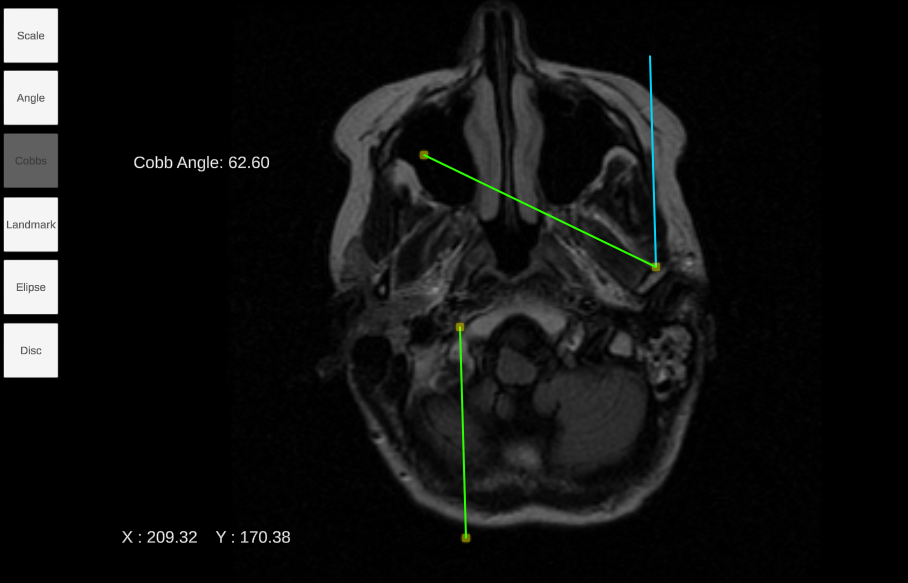 Scale
Angle
Cobbs
Cobb Angle: 62.60
Landmark
Elipse
Disc
X : 209.32 Y : 170.38